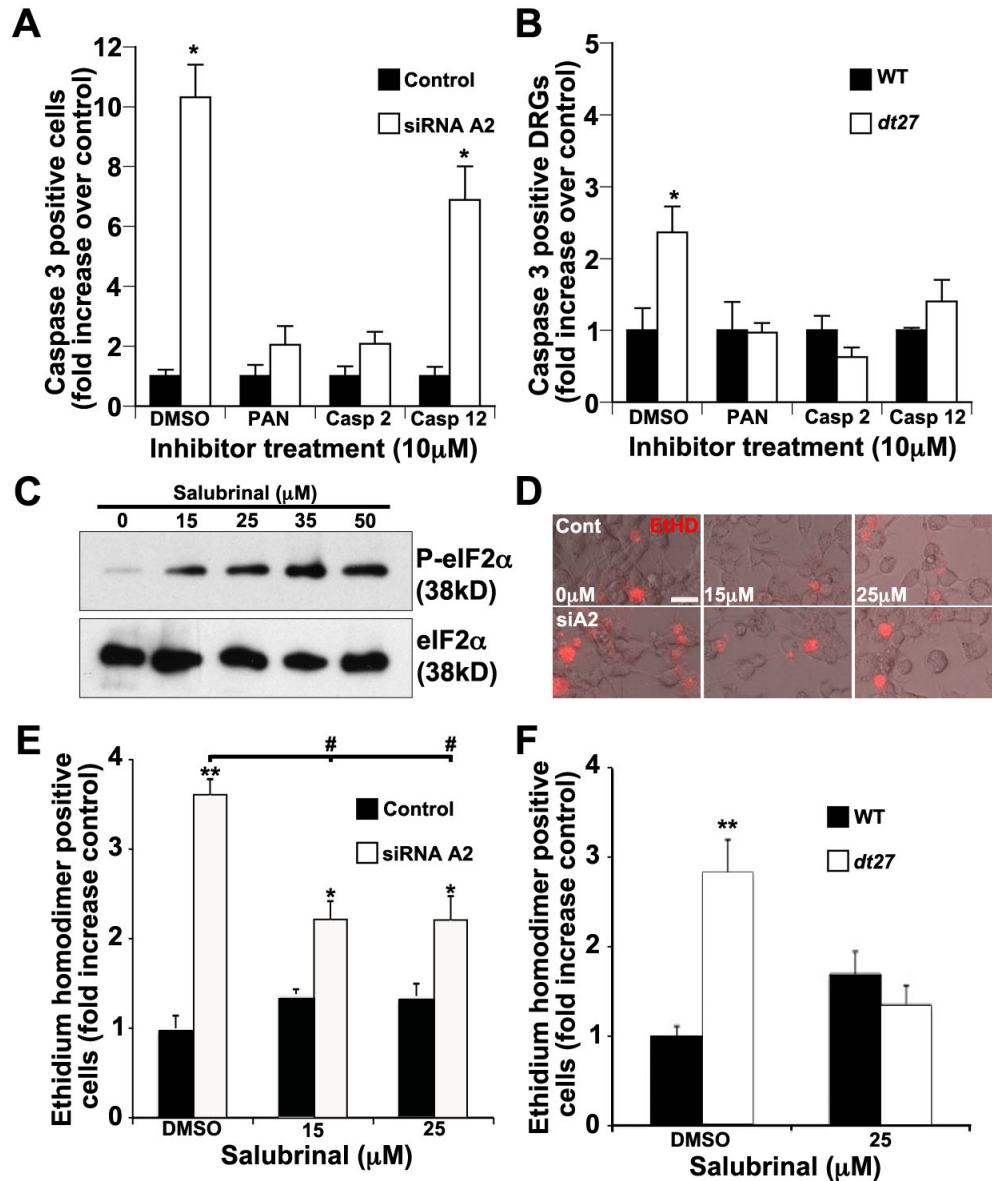 A
Caspase 3 positive cells
(fold increase over control)
12
10
8
6
4
2
0
*
*
Control
siRNA A2
DMSO
PAN
Casp 2
Casp 12
Inhibitor treatment (10μM)
B
Caspase 3 positive DRGs
(fold increase over control)
5
4
3
2
1
0
*
WT
dt27
DMSO
PAN
Casp 2
Casp 12
Inhibitor treatment (10μM)
C
Salubrinal (μM)
0 15 25 35 50
P-eIF2α
(38kD)
eIF2α
(38kD)
D
Cont
EtHD
0μM
15μM
25μM
siA2
E
Ethidium homodimer positive
cells (fold increase control)
4
3
2
1
0
#
#
**
*
*
Control
siRNA A2
DMSO
15
25
Salubrinal (μM)
F
Ethidium homodimer positive
cells (fold increase control)
4
3
2
1
0
**
WT
dt27
DMSO
25
Salubrinal (μM)